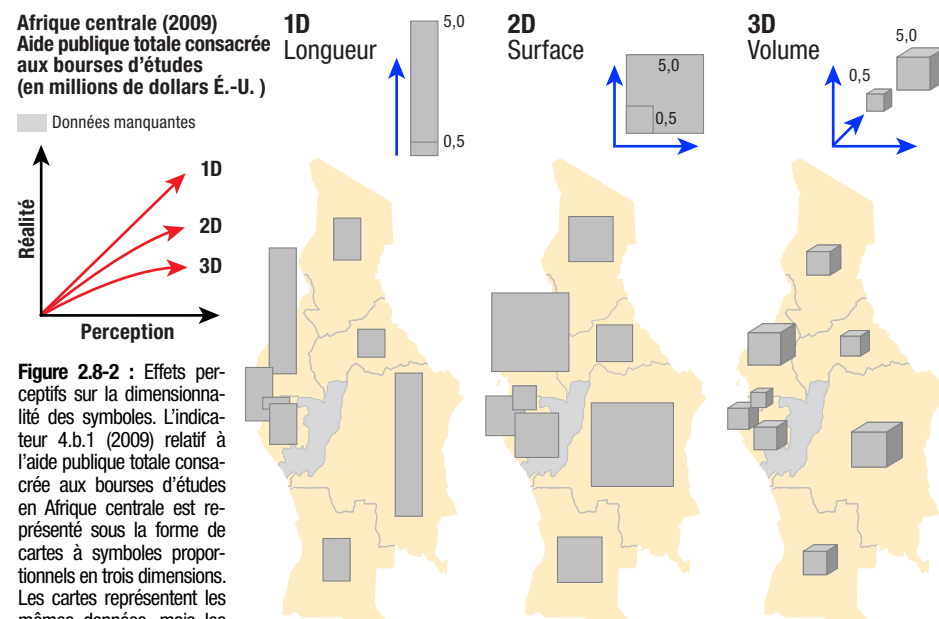 Afrique centrale (2009)
Aide publique totale consacrée
aux bourses d'études
(en millions de dollars É.-U. )
Données manquantes
Réalité
1D
2D
3D
Perception
1D
Longueur
5,0
0,5
2D
Surface
5,0
0,5
3D
Volume
5,0
0,5
Figure 2.8-2 : Effets per-
ceptifs sur la dimensionna-
lité des symboles. L'indica-
teur 4.b.1 (2009) relatif à
l'aide publique totale consa-
crée aux bourses d'études
en Afrique centrale est re-
présenté sous la forme de
cartes à symboles propor-
tionnels en trois dimensions.
Les cartes représentent les
mêmes données, mais les